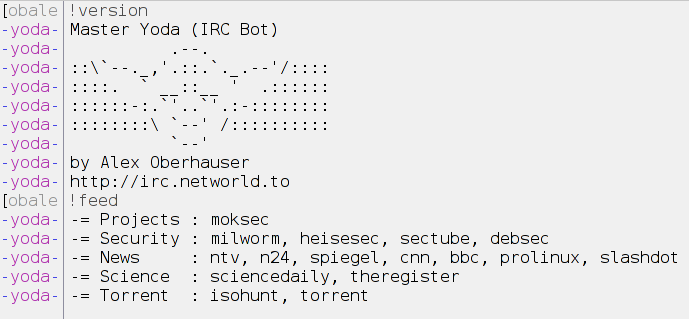 [obale !version
-yoda- Master Yoda (IRC Bot)
-yoda-           .--.
-yoda- ::\`--._,'.::.`._.--'/::::
-yoda- ::::.  ` __::__ '  .::::::
-yoda- ::::::-:.`'..`'.:-::::::::
-yoda- ::::::::\ `--' /::::::::::
-yoda-           `--'
-yoda- by Alex Oberhauser
-yoda- http://irc.networld.to
[obale !feed
-yoda- -= Projects : moksec
-yoda- -= Security : milworm, heisesec, sectube, debsec
-yoda- -= News     : ntv, n24, spiegel, cnn, bbc, prolinux, slashdot
-yoda- -= Science  : sciencedaily, theregister
-yoda- -= Torrent  : isohunt, torrent